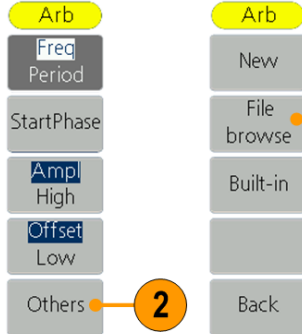 Arb
Freq
Period
StartPhase
Ampl
High
Offset
Low
Others
2
Arb
New
File
browse
Built-in
Back